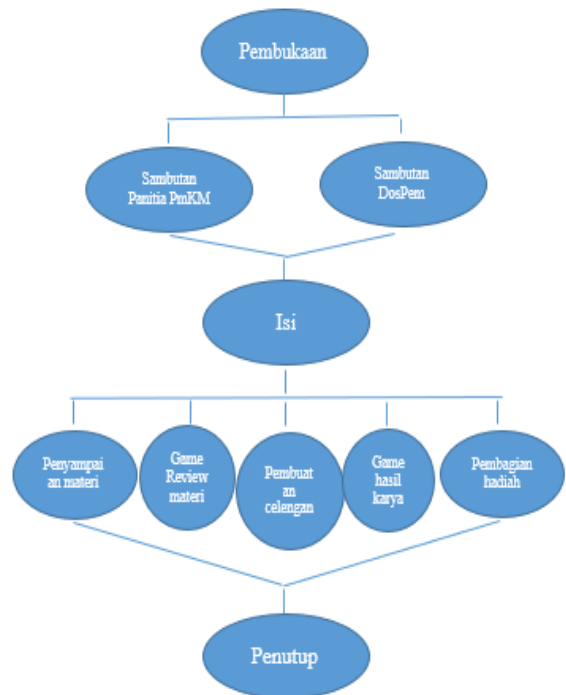 Pembukaan
Sambutan
Panitia PmKM
Sambutan
DosPem
Isi
Penyampai
an materi
Game
Review
materi
Pembuat
an
celengan
Game
hasil
karya
Pembagian
hadiah
Penutup